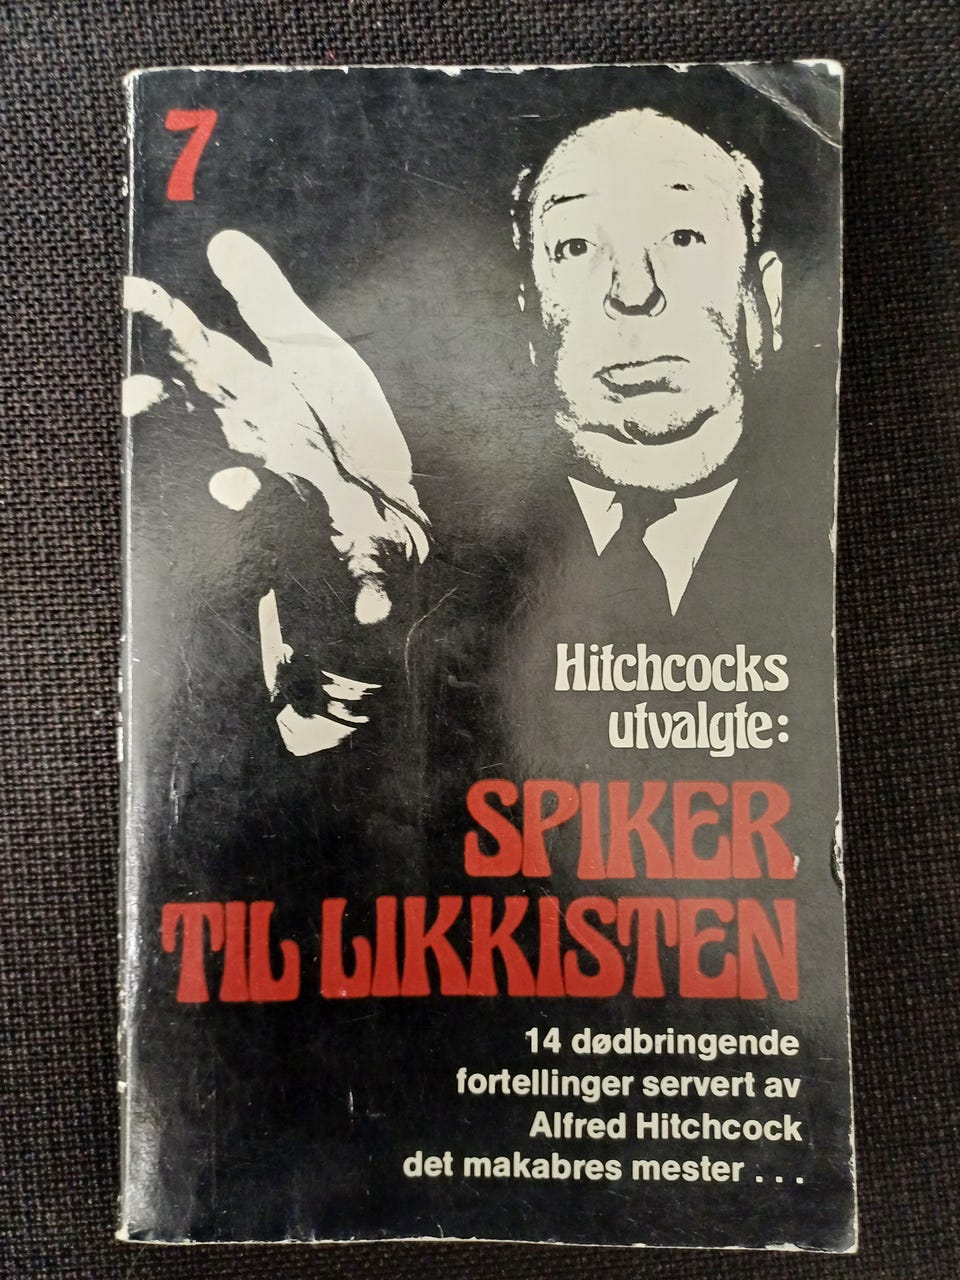 7
Hitchcocks
utvalgte:
SPIKER
TIL LIKKISTEN
14 dødbringende
fortellinger servert av
Alfred Hitchcock
det makabres mester . . .